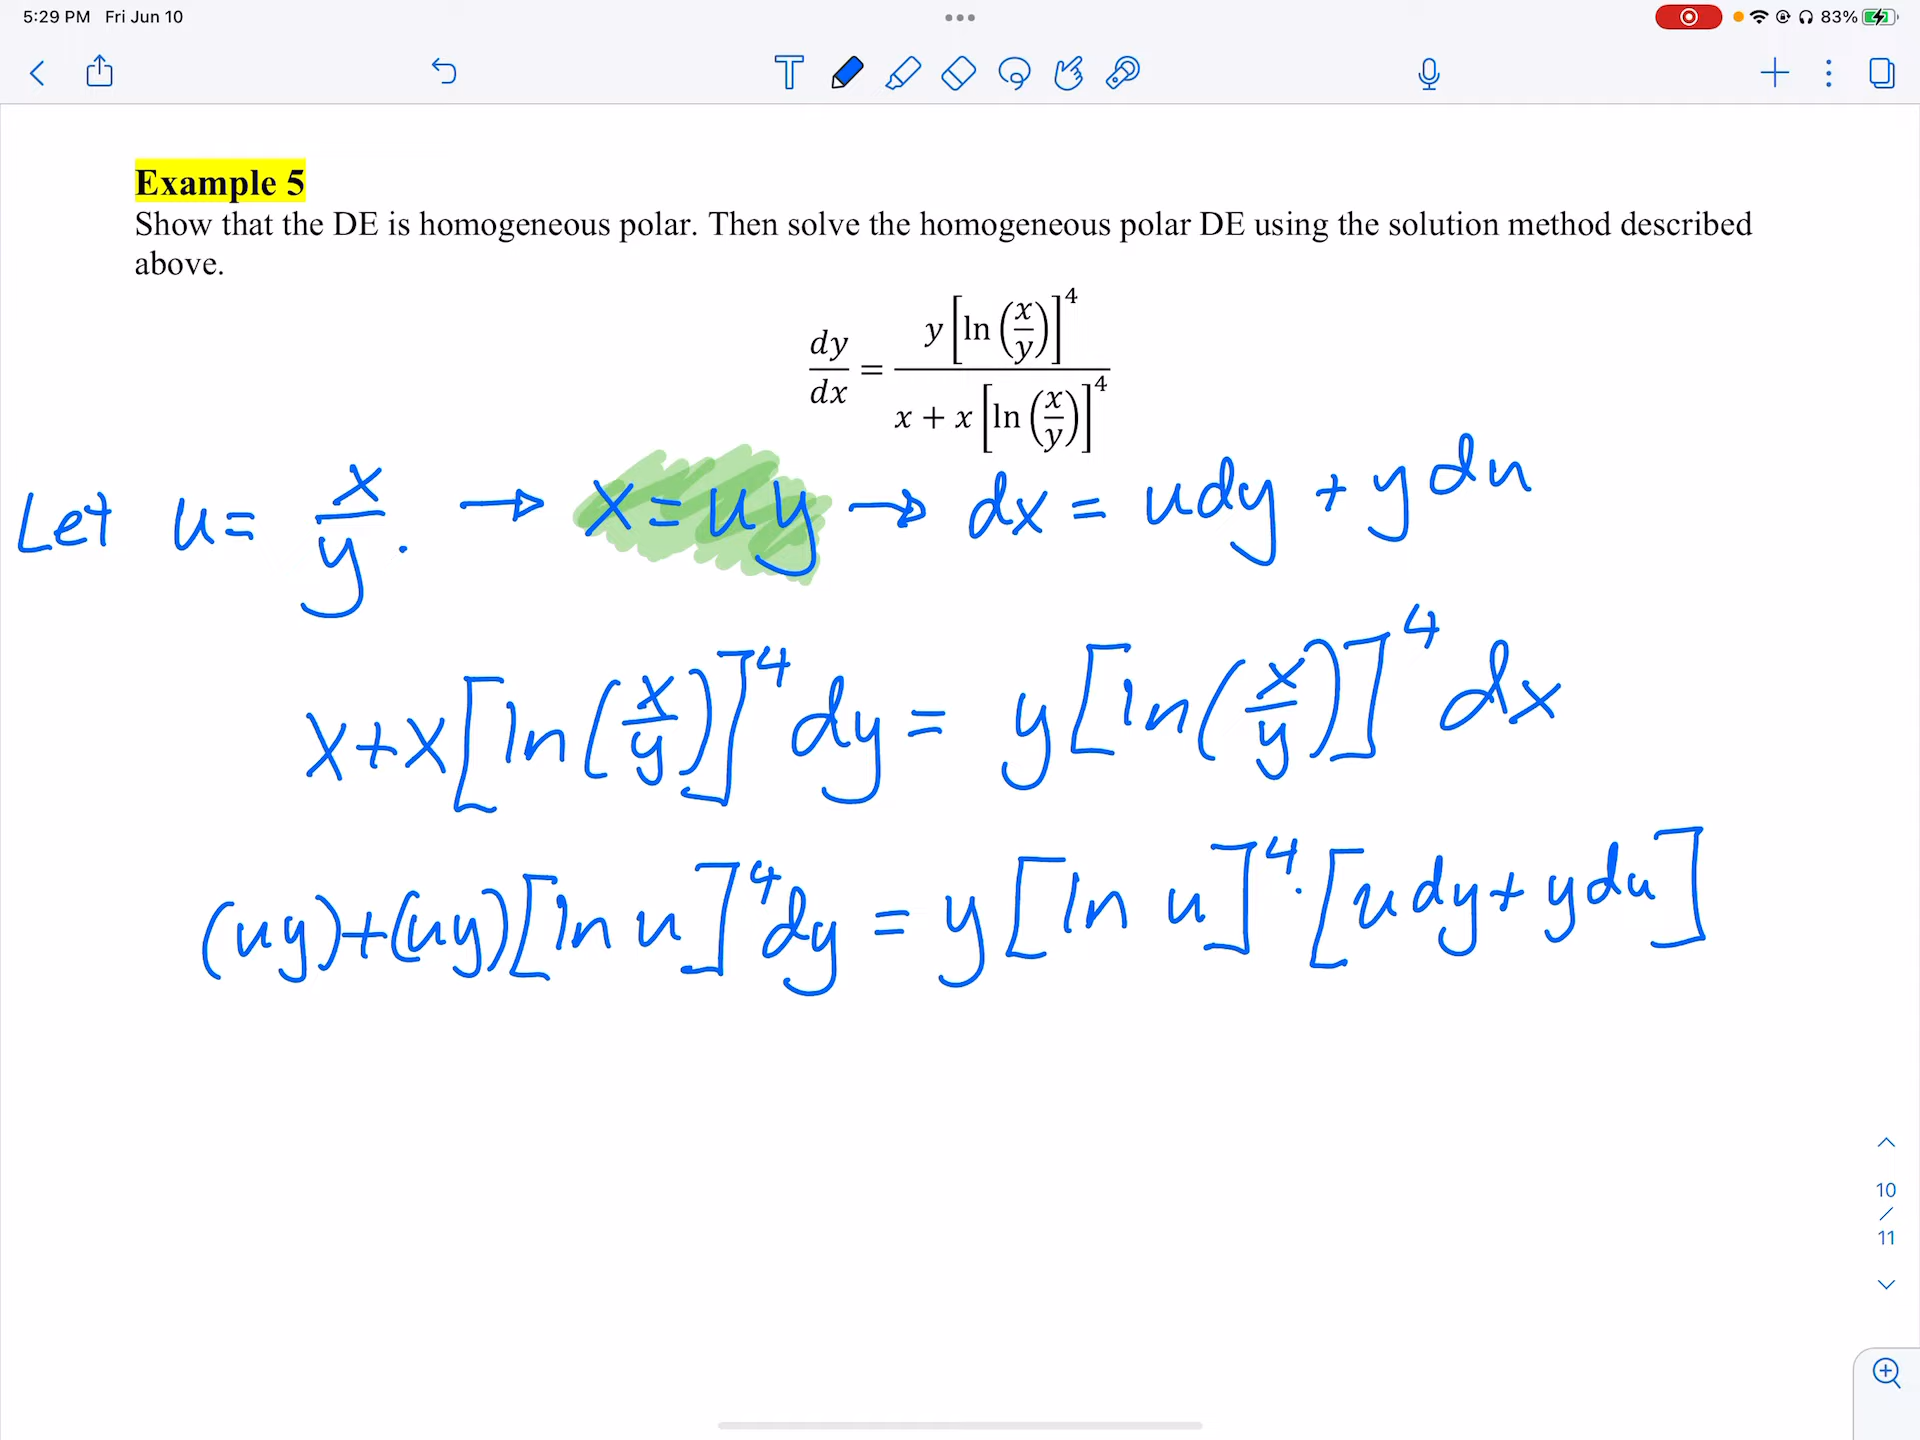 5:29 PM Fri Jun 10
83%
Example 5
Show that the DE is homogeneous polar. Then solve the homogeneous polar DE using the solution method described
above.
dy/dx = y [ln (x/y)]^4 / x + x [ln (x/y)]^4
Let u = x/y. → x = uy → dx = udy + ydu
x+x[ln(x/y)]^4 dy = y[ln(x/y)]^4 dx
(uy)+(uy)[ln u]^4 dy = y[ln u]^4 · [udy + ydu]
10
/
11